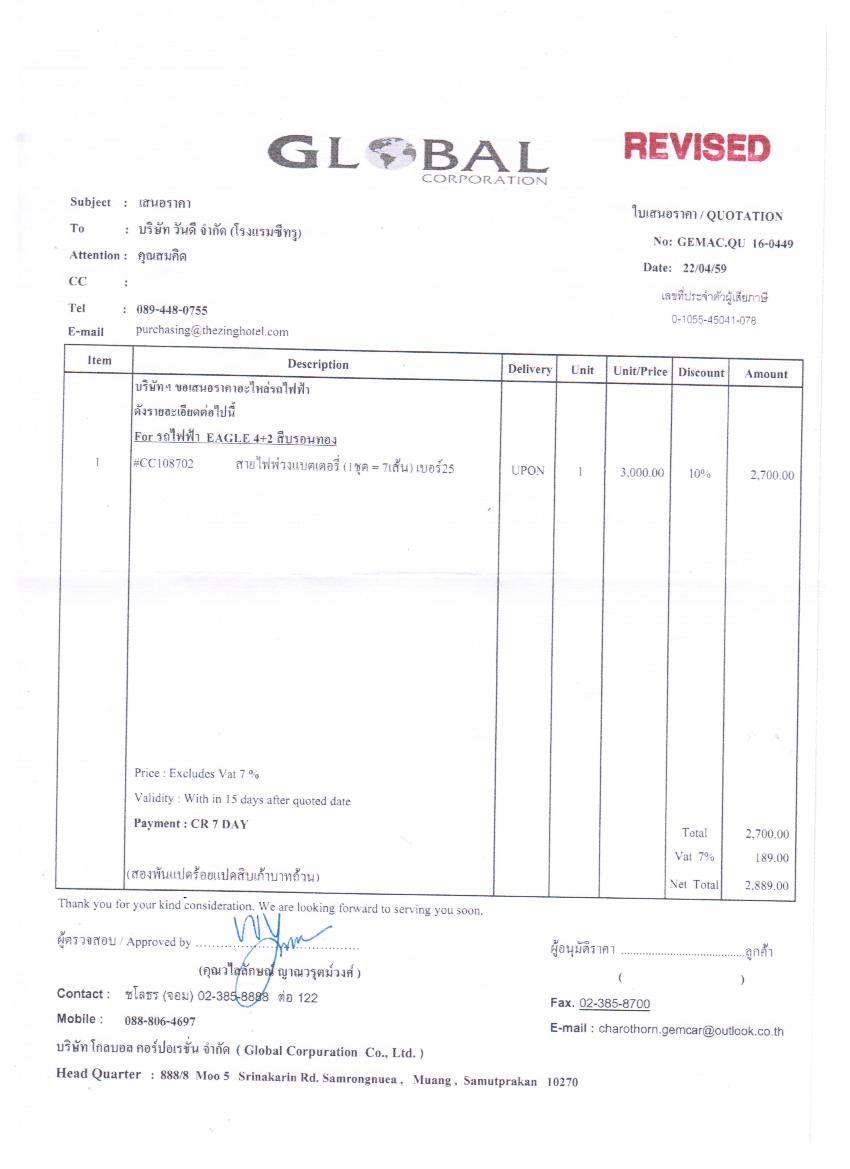 GLOBAL
CORPORATION
REVISED
Subject : เสนอราคา
To : บริษัท วันดี จำกัด (โรงแรมซีทรู)
Attention : คุณสมคิด
CC :
Tel : 089-448-0755
E-mail purchasing@thezinghotel.com
ใบเสนอราคา / QUOTATION
No: GEMAC.QU 16-0449
Date: 22/04/59
เลขที่ประจำตัวผู้เสียภาษี
0-1055-45041-078
Item Description Delivery Unit Unit/Price Discount Amount
บริษัทฯ ขอเสนอราคาอะไหล่รถไฟฟ้า
ดังรายละเอียดต่อไปนี้
For รถไฟฟ้า EAGLE 4+2 สีบรอนทอง
1 #CC108702 สายไฟพ่วงแบตเตอรี่ (1ชุด = 7เส้น) เบอร์25 UPON 1 3,000.00 10% 2,700.00
Price : Excludes Vat 7 %
Validity : With in 15 days after quoted date
Payment : CR 7 DAY
Total 2,700.00
Vat 7% 189.00
(สองพันแปดร้อยแปดสิบเก้าบาทถ้วน) Net Total 2,889.00
Thank you for your kind consideration. We are looking forward to serving you soon.
ผู้ตรวจสอบ / Approved by ..........................................
(คุณวิไลลักษณ์ ญาณวรุตม์วงศ์ )
Contact : ชโลธร (จอม) 02-385-8888 ต่อ 122
Mobile : 088-806-4697
ผู้อนุมัติราคา ..........................................ลูกค้า
( )
Fax. 02-385-8700
E-mail : charothorn.gemcar@outlook.co.th
บริษัท โกลบอล คอร์ปอเรชั่น จำกัด ( Global Corpuration Co., Ltd. )
Head Quarter : 888/8 Moo 5 Srinakarin Rd. Samrongnuea , Muang , Samutprakan 10270